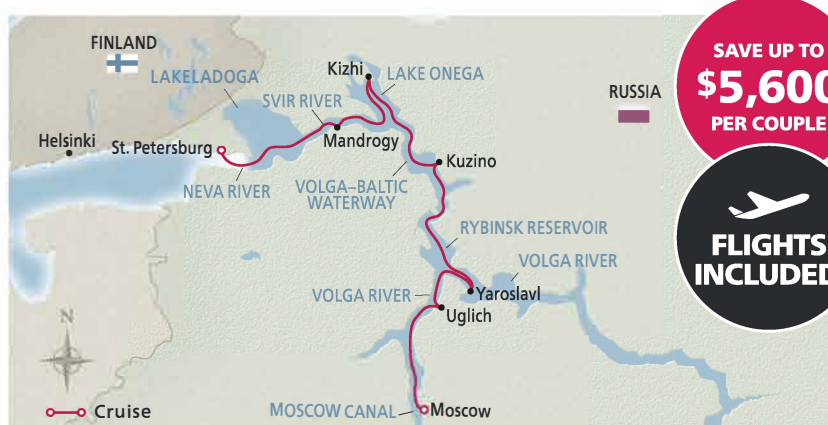 FINLAND
LAKELADOGA
Kizhi
LAKE ONEGA
SVIR RIVER
RUSSIA
SAVE UP TO
$5,600
PER COUPLE
Helsinki
St. Petersburg
Mandrogy
Kuzino
NEVA RIVER
VOLGA–BALTIC
WATERWAY
RYBINSK RESERVOIR
VOLGA RIVER
FLIGHTS
INCLUDED
VOLGA RIVER
Yaroslavl
Uglich
N
Cruise
MOSCOW CANAL
Moscow